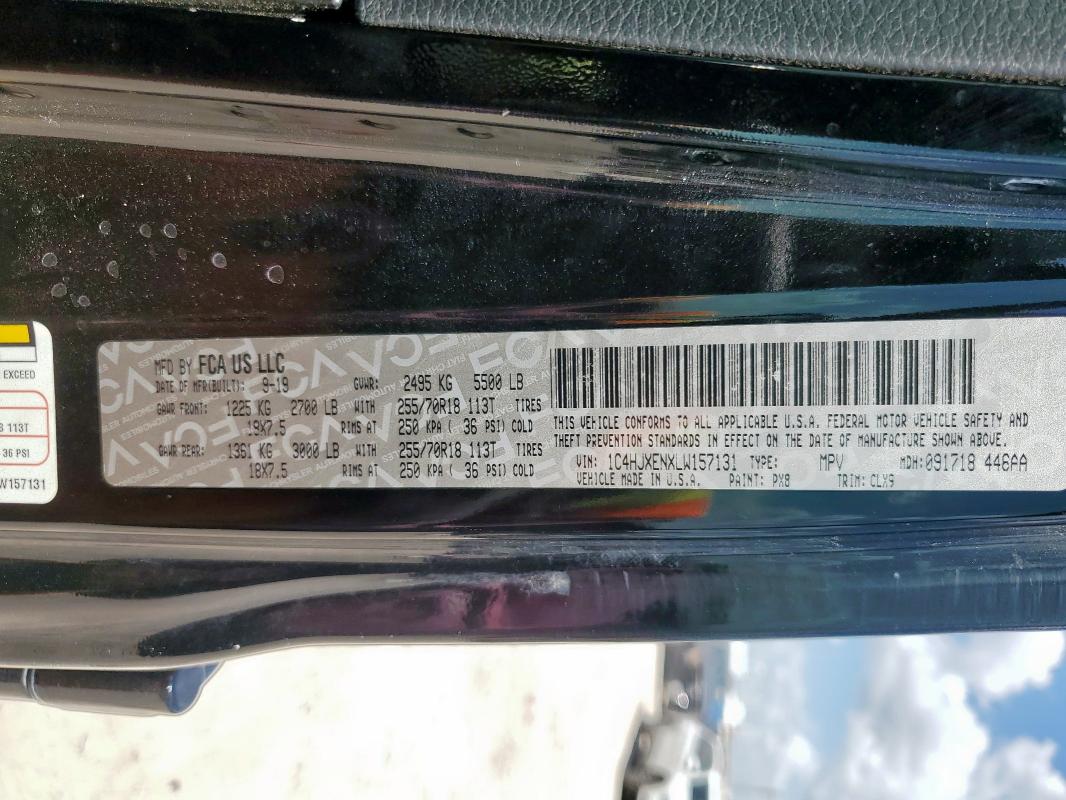 EXCEED
113T
36 PSI
W157131
MFD BY FCA US LLC
DATE OF MFR(BUILT): 9-19 GVWR: 2495 KG 5500 LB
GAWR FRONT: 1225 KG 2700 LB WITH 255/70R18 113T TIRES
19X7.5 RIMS AT 250 KPA ( 36 PSI) COLD
GAWR REAR: 1361 KG 3000 LB WITH 255/70R18 113T TIRES
18X7.5 RIMS AT 250 KPA ( 36 PSI) COLD
THIS VEHICLE CONFORMS TO ALL APPLICABLE U.S.A. FEDERAL MOTOR VEHICLE SAFETY AND
THEFT PREVENTION STANDARDS IN EFFECT ON THE DATE OF MANUFACTURE SHOWN ABOVE.
VIN: 1C4HJXENXLW157131 TYPE: MPV MDH:091718 446AA
VEHICLE MADE IN U.S.A. PAINT: PX8 TRIM: CLX9